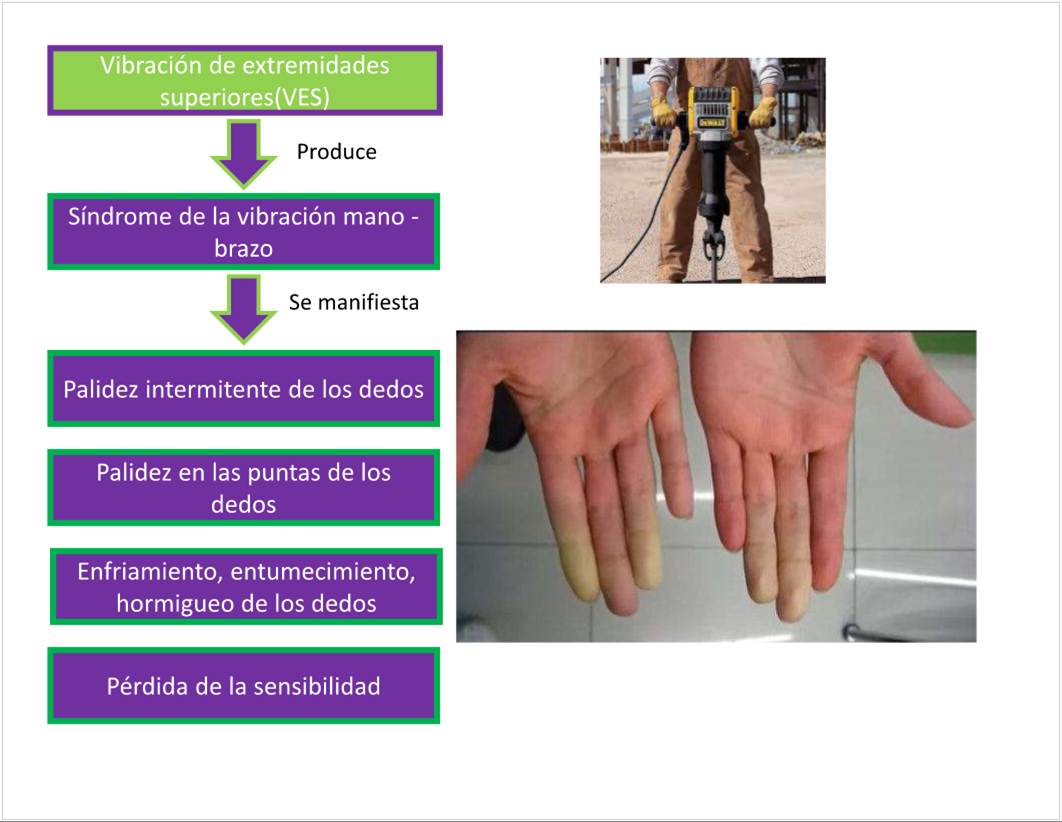 Vibración de extremidades
superiores(VES)
Produce
Síndrome de la vibración mano -
brazo
Se manifiesta
Palidez intermitente de los dedos
Palidez en las puntas de los
dedos
Enfriamiento, entumecimiento,
hormigueo de los dedos
Pérdida de la sensibilidad
DEWALT